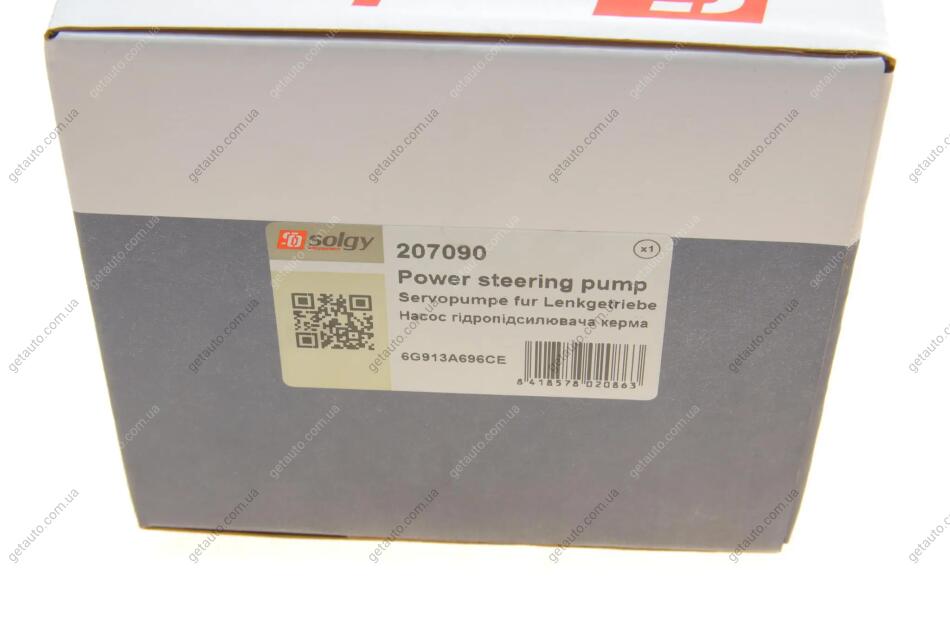 solgy
207090
x1
Power steering pump
Servopumpe fur Lenkgetriebe
Насос гідропідсилювача керма
6G913A696CE
8 418578 020863
getauto.com.ua